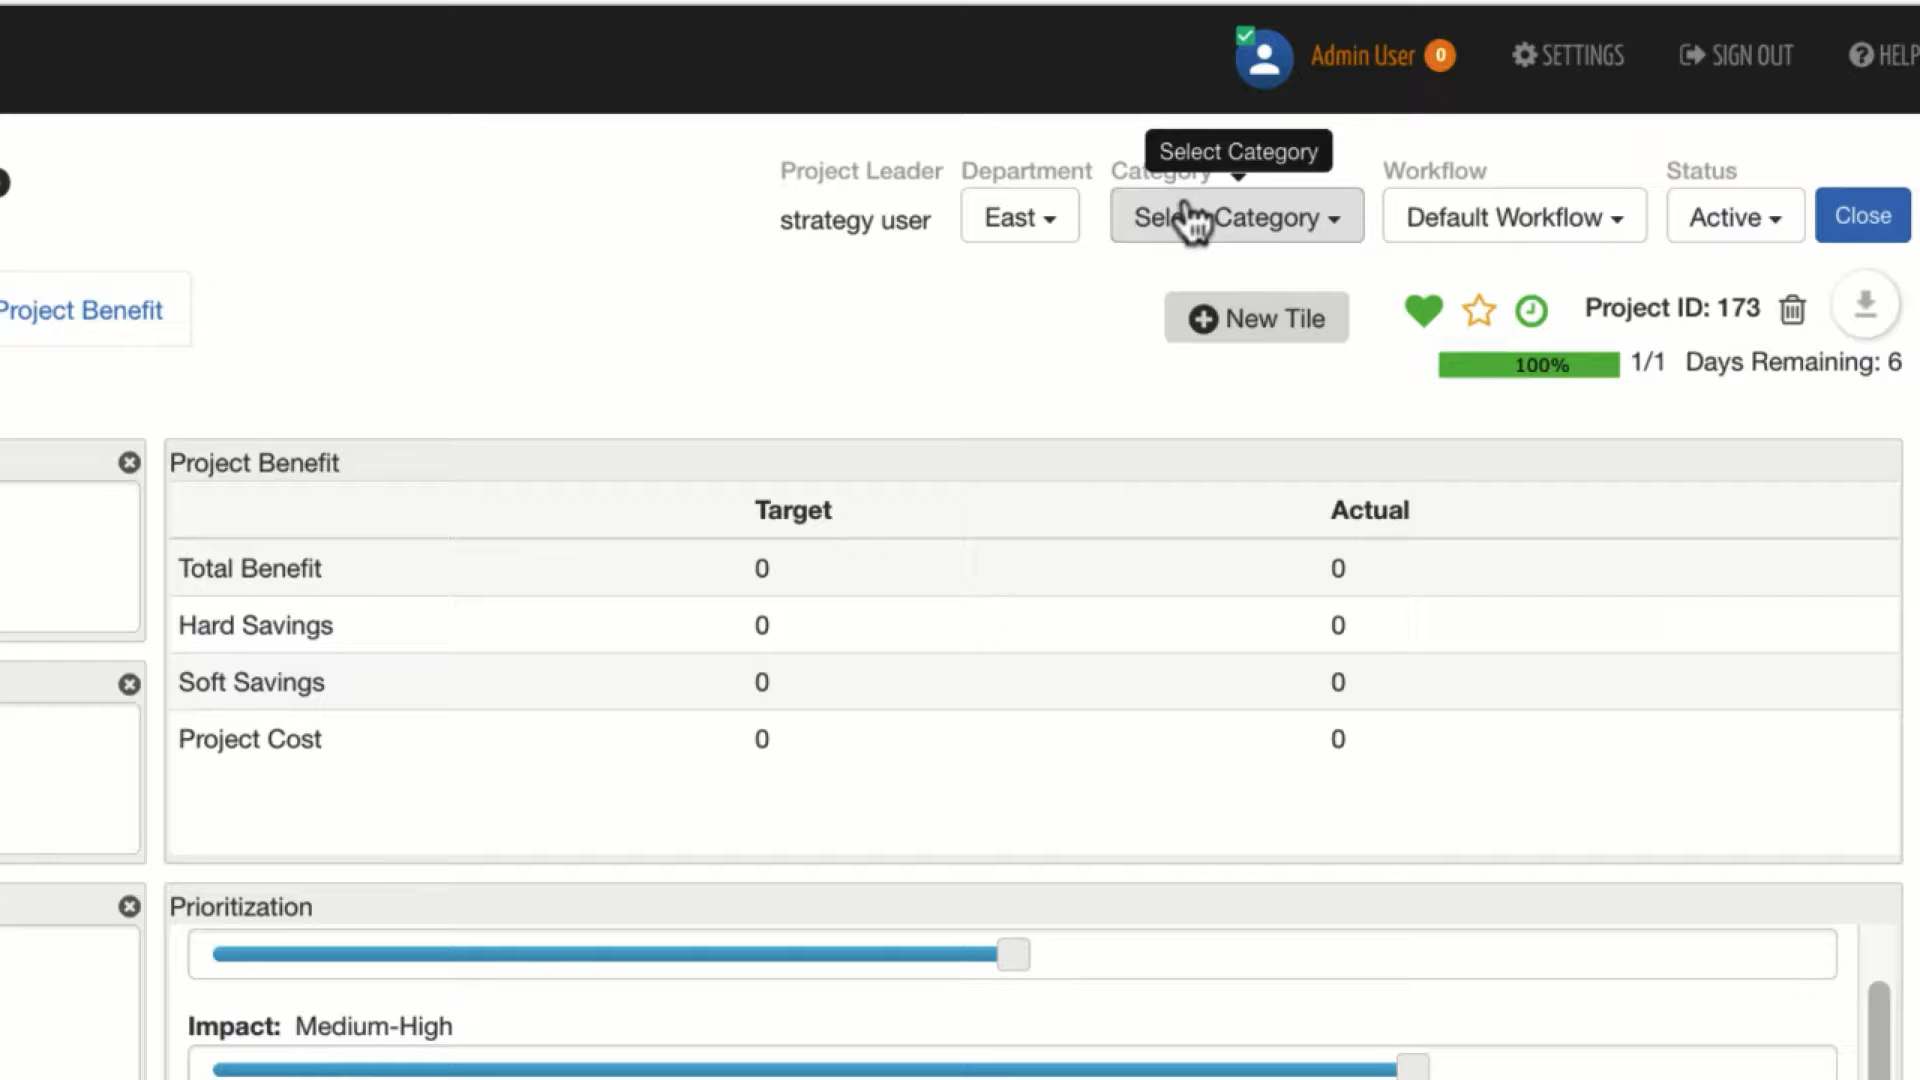 Admin User 0 SETTINGS SIGN OUT HELP
Select Category
Project Leader Department Category Workflow Status
strategy user East Select Category Default Workflow Active Close
Project Benefit
New Tile Project ID: 173
100% 1/1 Days Remaining: 6
Project Benefit
Target Actual
Total Benefit 0 0
Hard Savings 0 0
Soft Savings 0 0
Project Cost 0 0
Prioritization
Impact: Medium-High